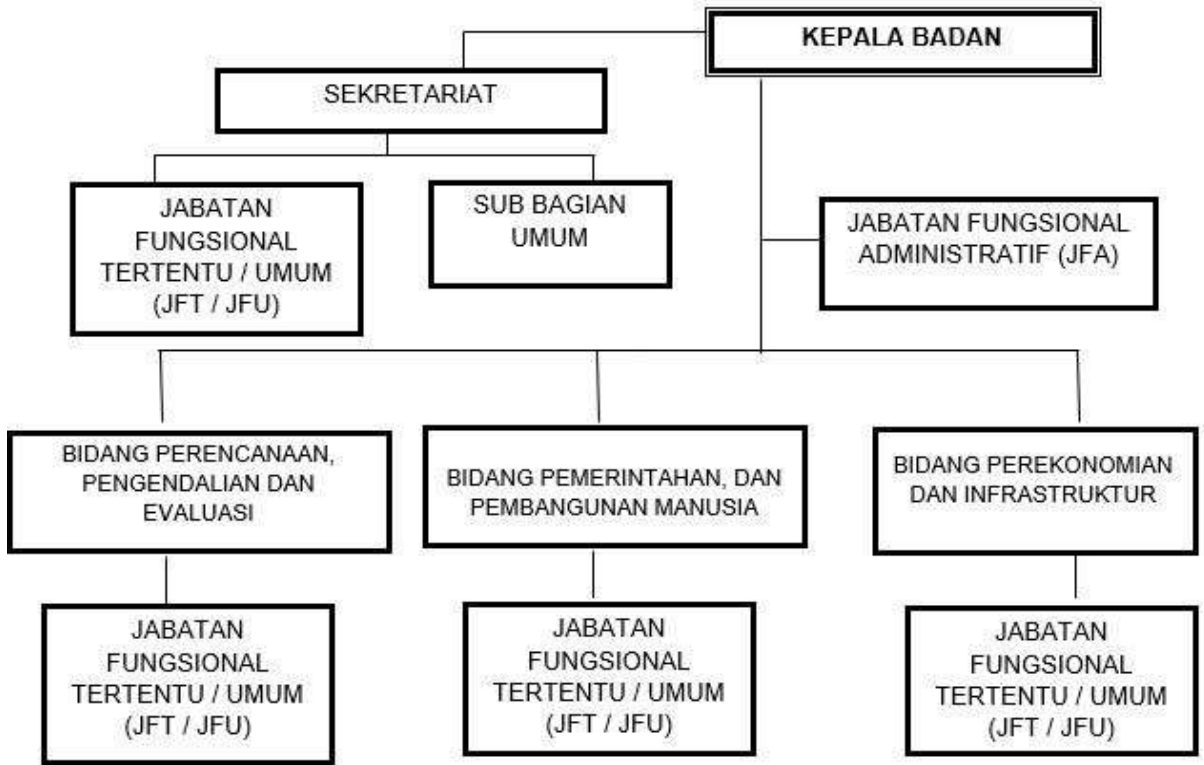 KEPALA BADAN
SEKRETARIAT
JABATAN
FUNGSIONAL
TERTENTU / UMUM
(JFT / JFU)
SUB BAGIAN
UMUM
JABATAN FUNGSIONAL
ADMINISTRATIF (JFA)
BIDANG PERENCANAAN,
PENGENDALIAN DAN
EVALUASI
BIDANG PEMERINTAHAN, DAN
PEMBANGUNAN MANUSIA
BIDANG PEREKONOMIAN
DAN INFRASTRUKTUR
JABATAN
FUNGSIONAL
TERTENTU / UMUM
(JFT / JFU)
JABATAN
FUNGSIONAL
TERTENTU / UMUM
(JFT / JFU)
JABATAN
FUNGSIONAL
TERTENTU / UMUM
(JFT / JFU)